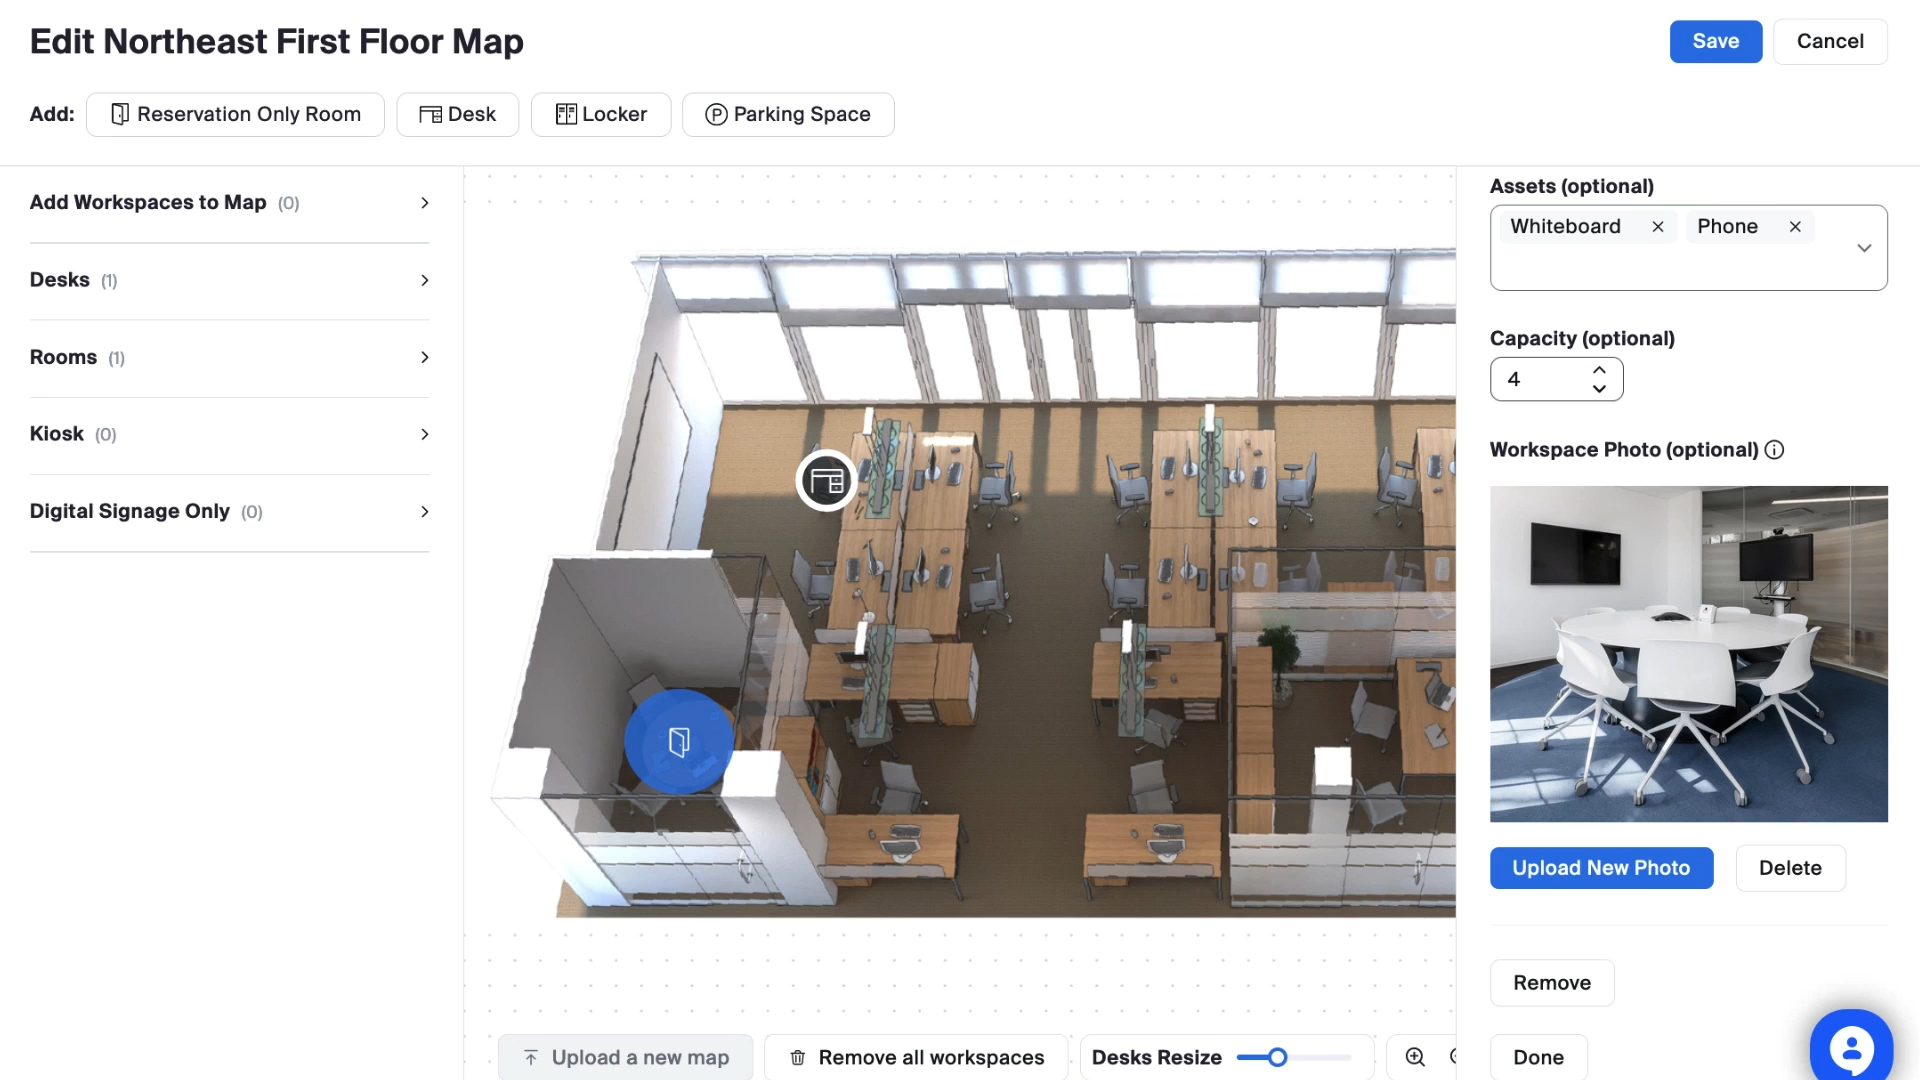 Edit Northeast First Floor Map
Save
Cancel
Add:
Reservation Only Room
Desk
Locker
Parking Space
Add Workspaces to Map (0)
Desks (1)
Rooms (1)
Kiosk (0)
Digital Signage Only (0)
Assets (optional)
Whiteboard
Phone
Capacity (optional)
4
Workspace Photo (optional)
Upload New Photo
Delete
Remove
Done
Upload a new map
Remove all workspaces
Desks Resize